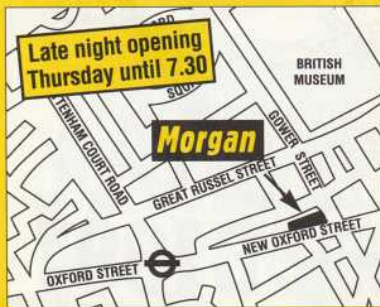 Late night opening
Thursday until 7.30
BRITISH
MUSEUM
SQU
TENHAM COURT ROAD
GOWER STREET
Morgan
GREAT RUSSEL STREET
NEW OXFORD STREET
OXFORD STREET